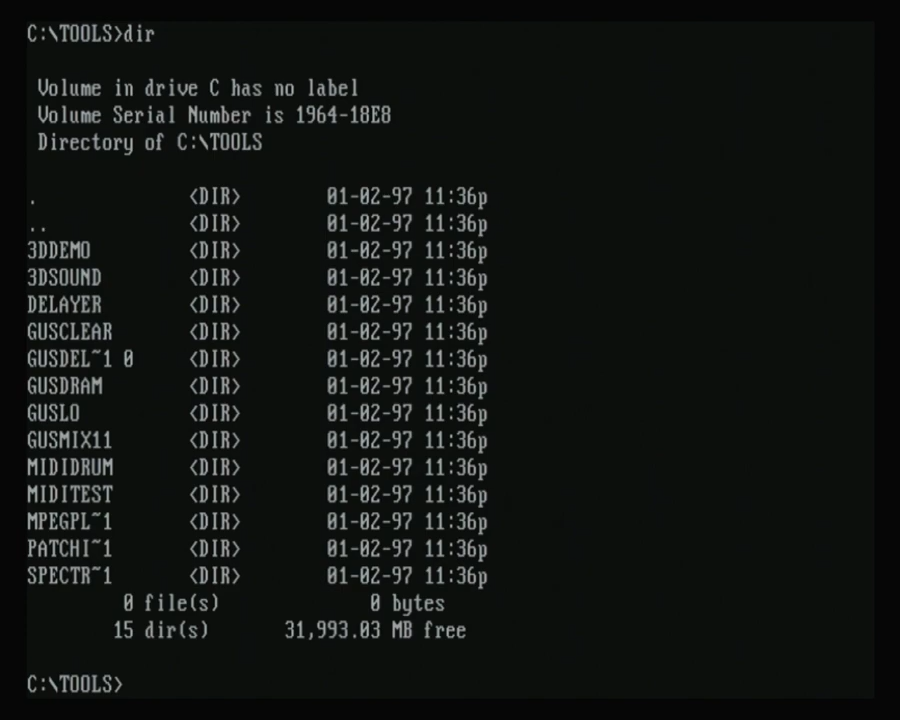 C:\TOOLS>dir

 Volume in drive C has no label
 Volume Serial Number is 1964-18E8
 Directory of C:\TOOLS

.              <DIR>        01-02-97 11:36p
..             <DIR>        01-02-97 11:36p
3DDEMO         <DIR>        01-02-97 11:36p
3DSOUND        <DIR>        01-02-97 11:36p
DELAYER        <DIR>        01-02-97 11:36p
GUSCLEAR       <DIR>        01-02-97 11:36p
GUSDEL~1 0     <DIR>        01-02-97 11:36p
GUSDRAM        <DIR>        01-02-97 11:36p
GUSLO          <DIR>        01-02-97 11:36p
GUSMIX11       <DIR>        01-02-97 11:36p
MIDIDRUM       <DIR>        01-02-97 11:36p
MIDITEST       <DIR>        01-02-97 11:36p
MPEGPL~1       <DIR>        01-02-97 11:36p
PATCHI~1       <DIR>        01-02-97 11:36p
SPECTR~1       <DIR>        01-02-97 11:36p
         0 file(s)              0 bytes
        15 dir(s)       31,993.03 MB free

C:\TOOLS>